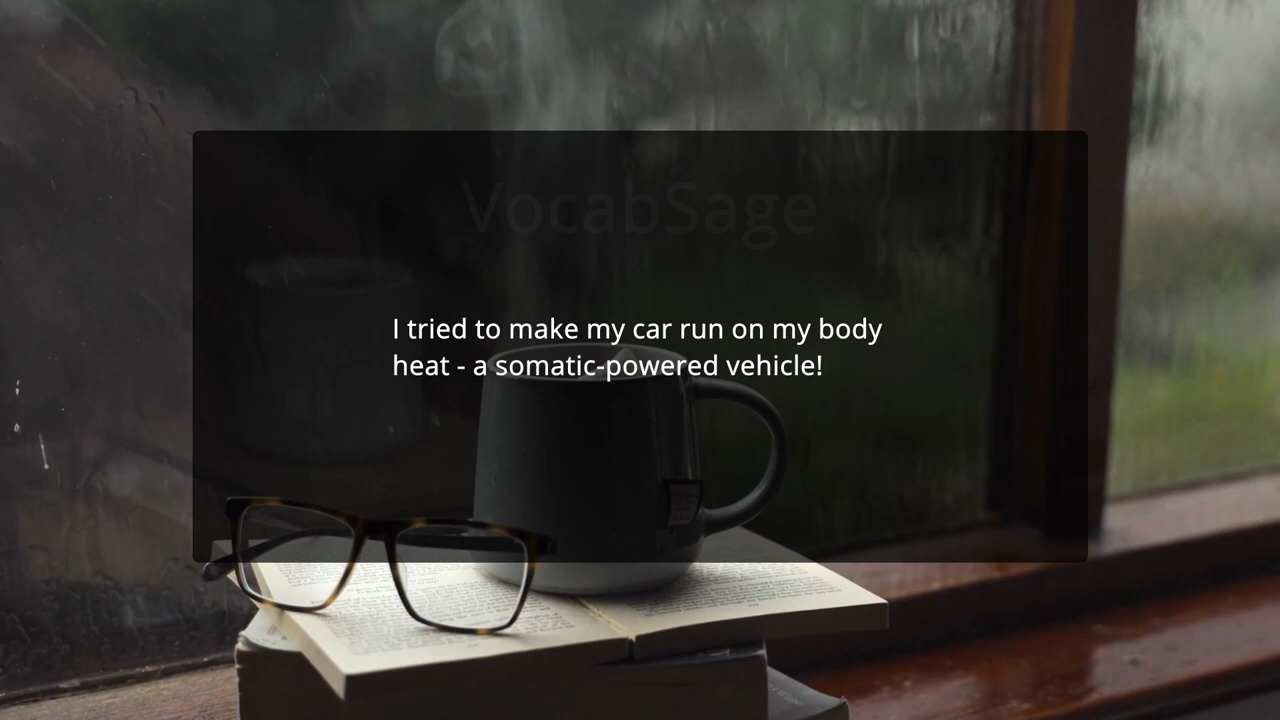 VocabSage
I tried to make my car run on my body
heat - a somatic-powered vehicle!